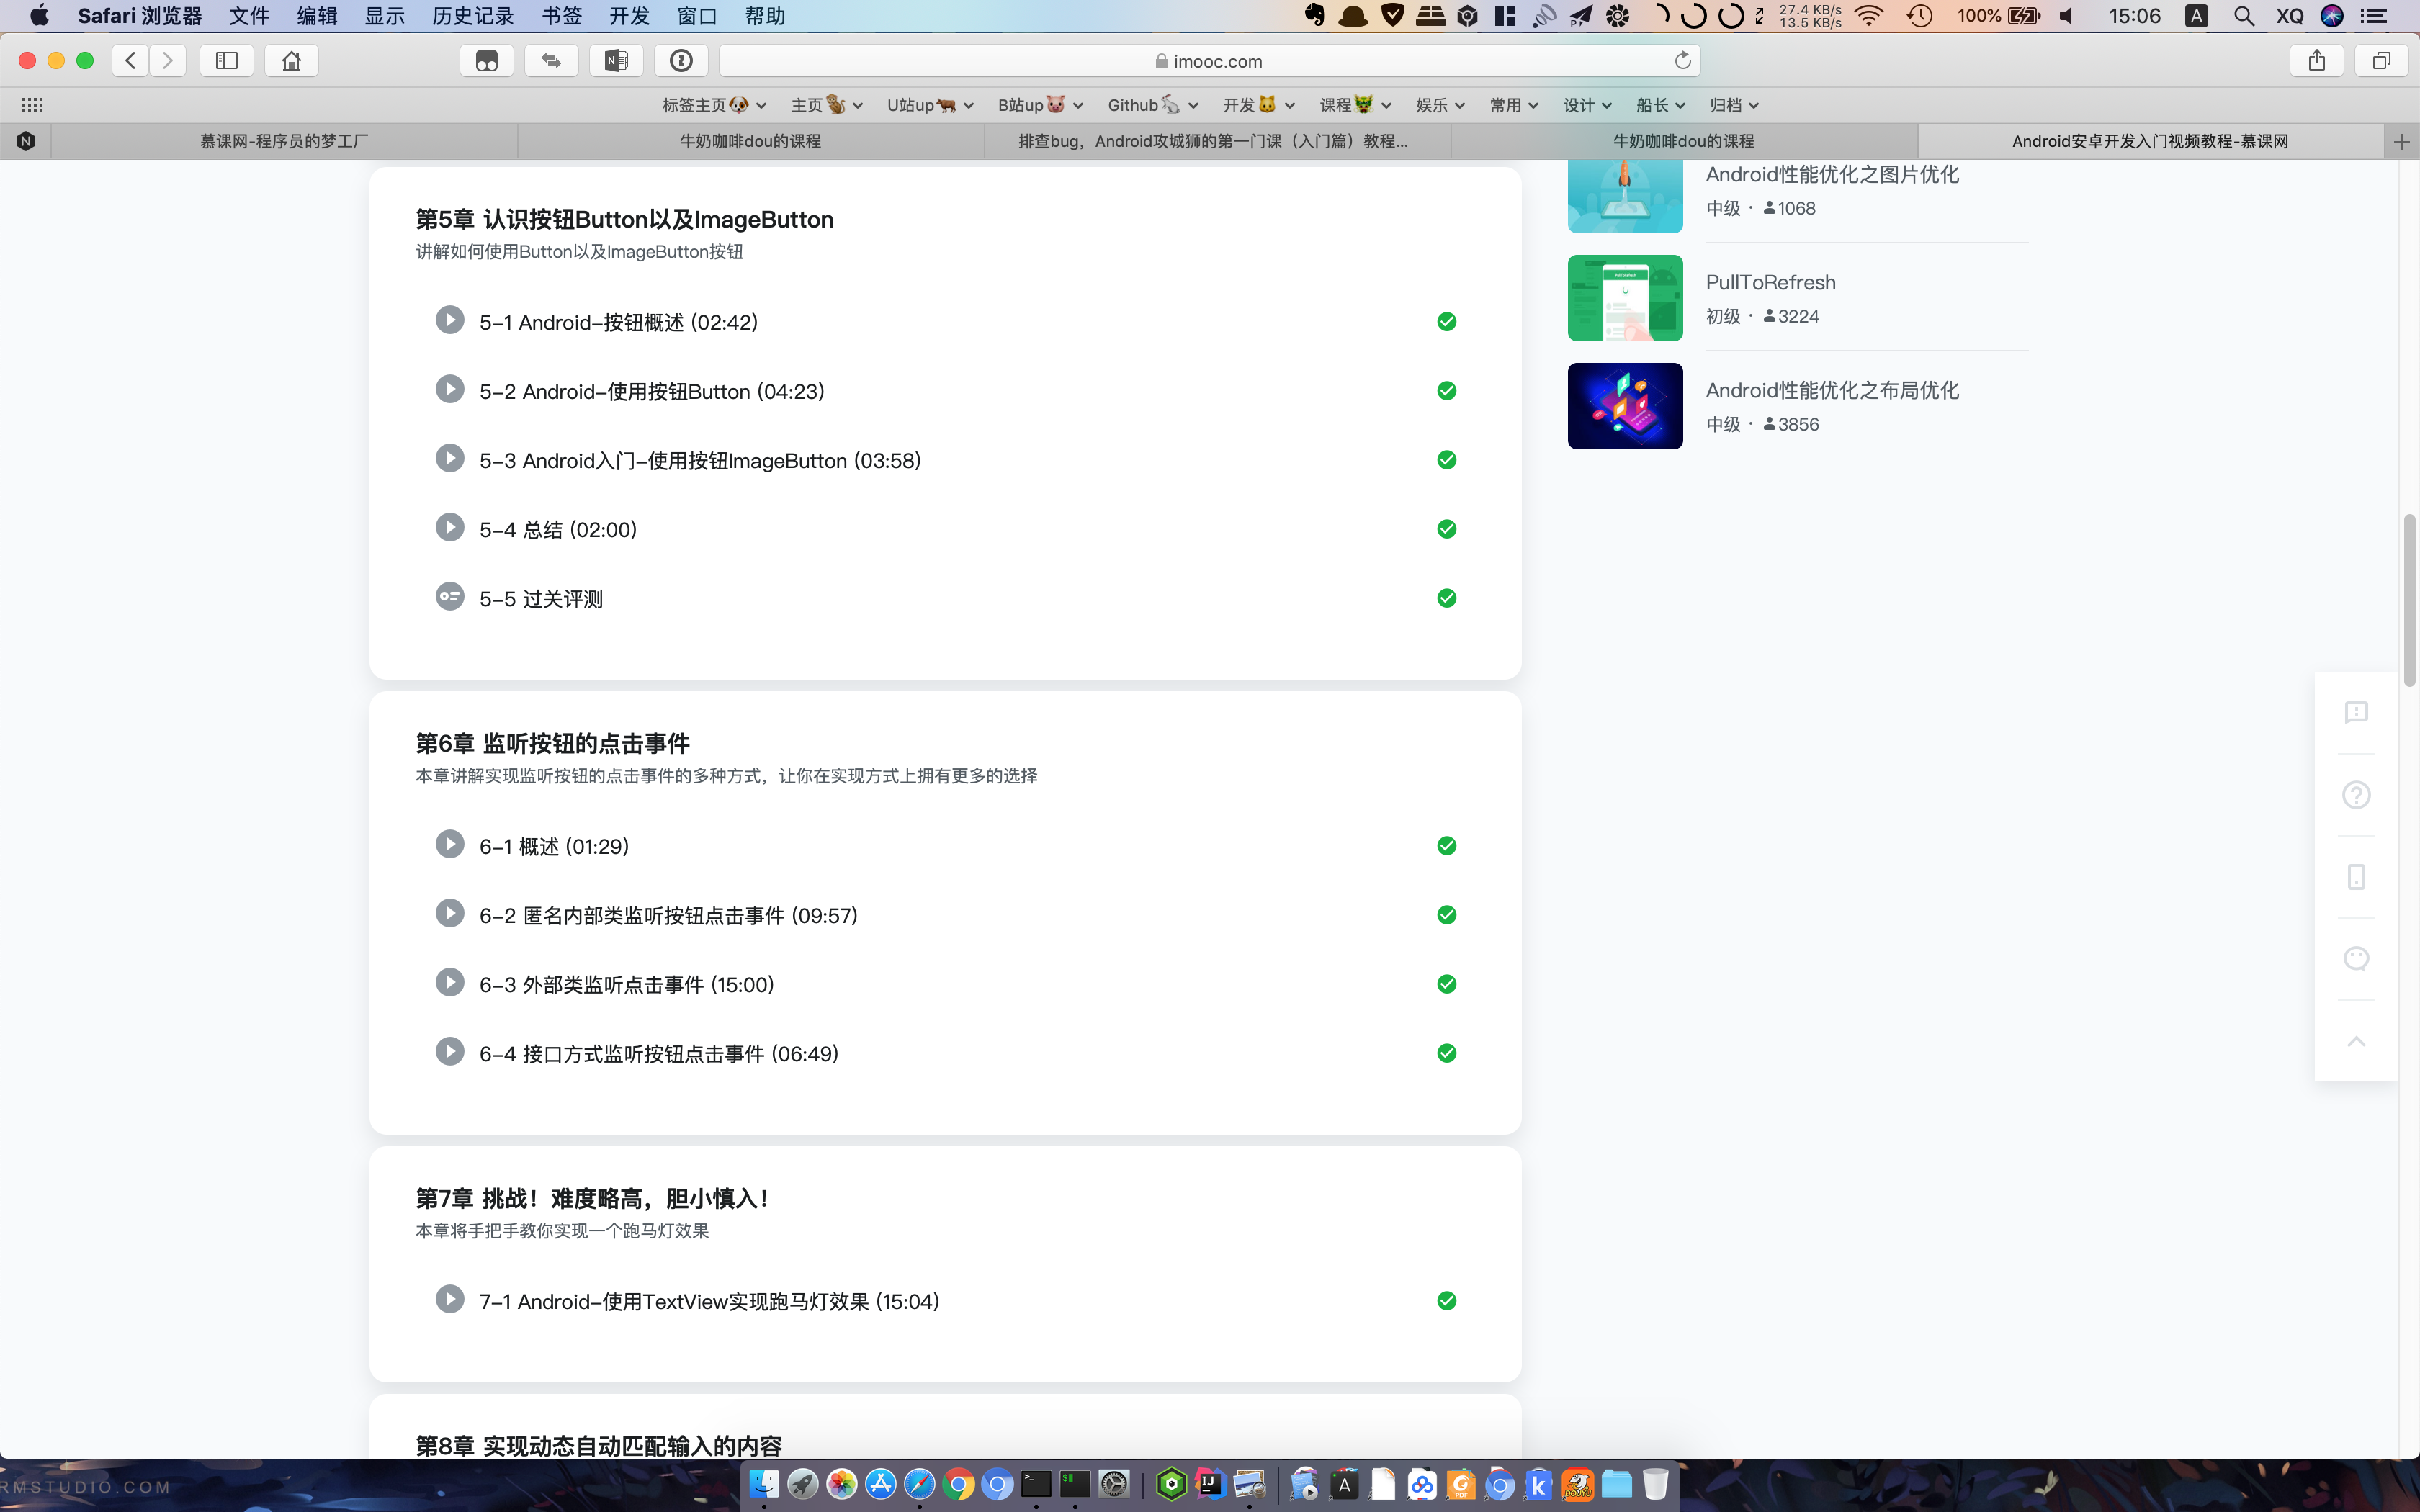 Safari 浏览器 文件 编辑 显示 历史记录 书签 开发 窗口 帮助 27.4 KB/s 13.5 KB/s 100% 15:06 A XQ
imooc.com
标签主页 主页 U站up B站up Github 开发 课程 娱乐 常用 设计 船长 归档
慕课网-程序员的梦工厂 牛奶咖啡dou的课程 排查bug，Android攻城狮的第一门课（入门篇）教程... 牛奶咖啡dou的课程 Android安卓开发入门视频教程-慕课网
第5章 认识按钮Button以及ImageButton
讲解如何使用Button以及ImageButton按钮
5-1 Android-按钮概述 (02:42)
5-2 Android-使用按钮Button (04:23)
5-3 Android入门-使用按钮ImageButton (03:58)
5-4 总结 (02:00)
5-5 过关评测
第6章 监听按钮的点击事件
本章讲解实现监听按钮的点击事件的多种方式，让你在实现方式上拥有更多的选择
6-1 概述 (01:29)
6-2 匿名内部类监听按钮点击事件 (09:57)
6-3 外部类监听点击事件 (15:00)
6-4 接口方式监听按钮点击事件 (06:49)
第7章 挑战！难度略高，胆小慎入！
本章将手把手教你实现一个跑马灯效果
7-1 Android-使用TextView实现跑马灯效果 (15:04)
第8章 实现动态自动匹配输入的内容
Android性能优化之图片优化
中级 · 1068
PullToRefresh
初级 · 3224
Android性能优化之布局优化
中级 · 3856
RMSTUDIO.COM